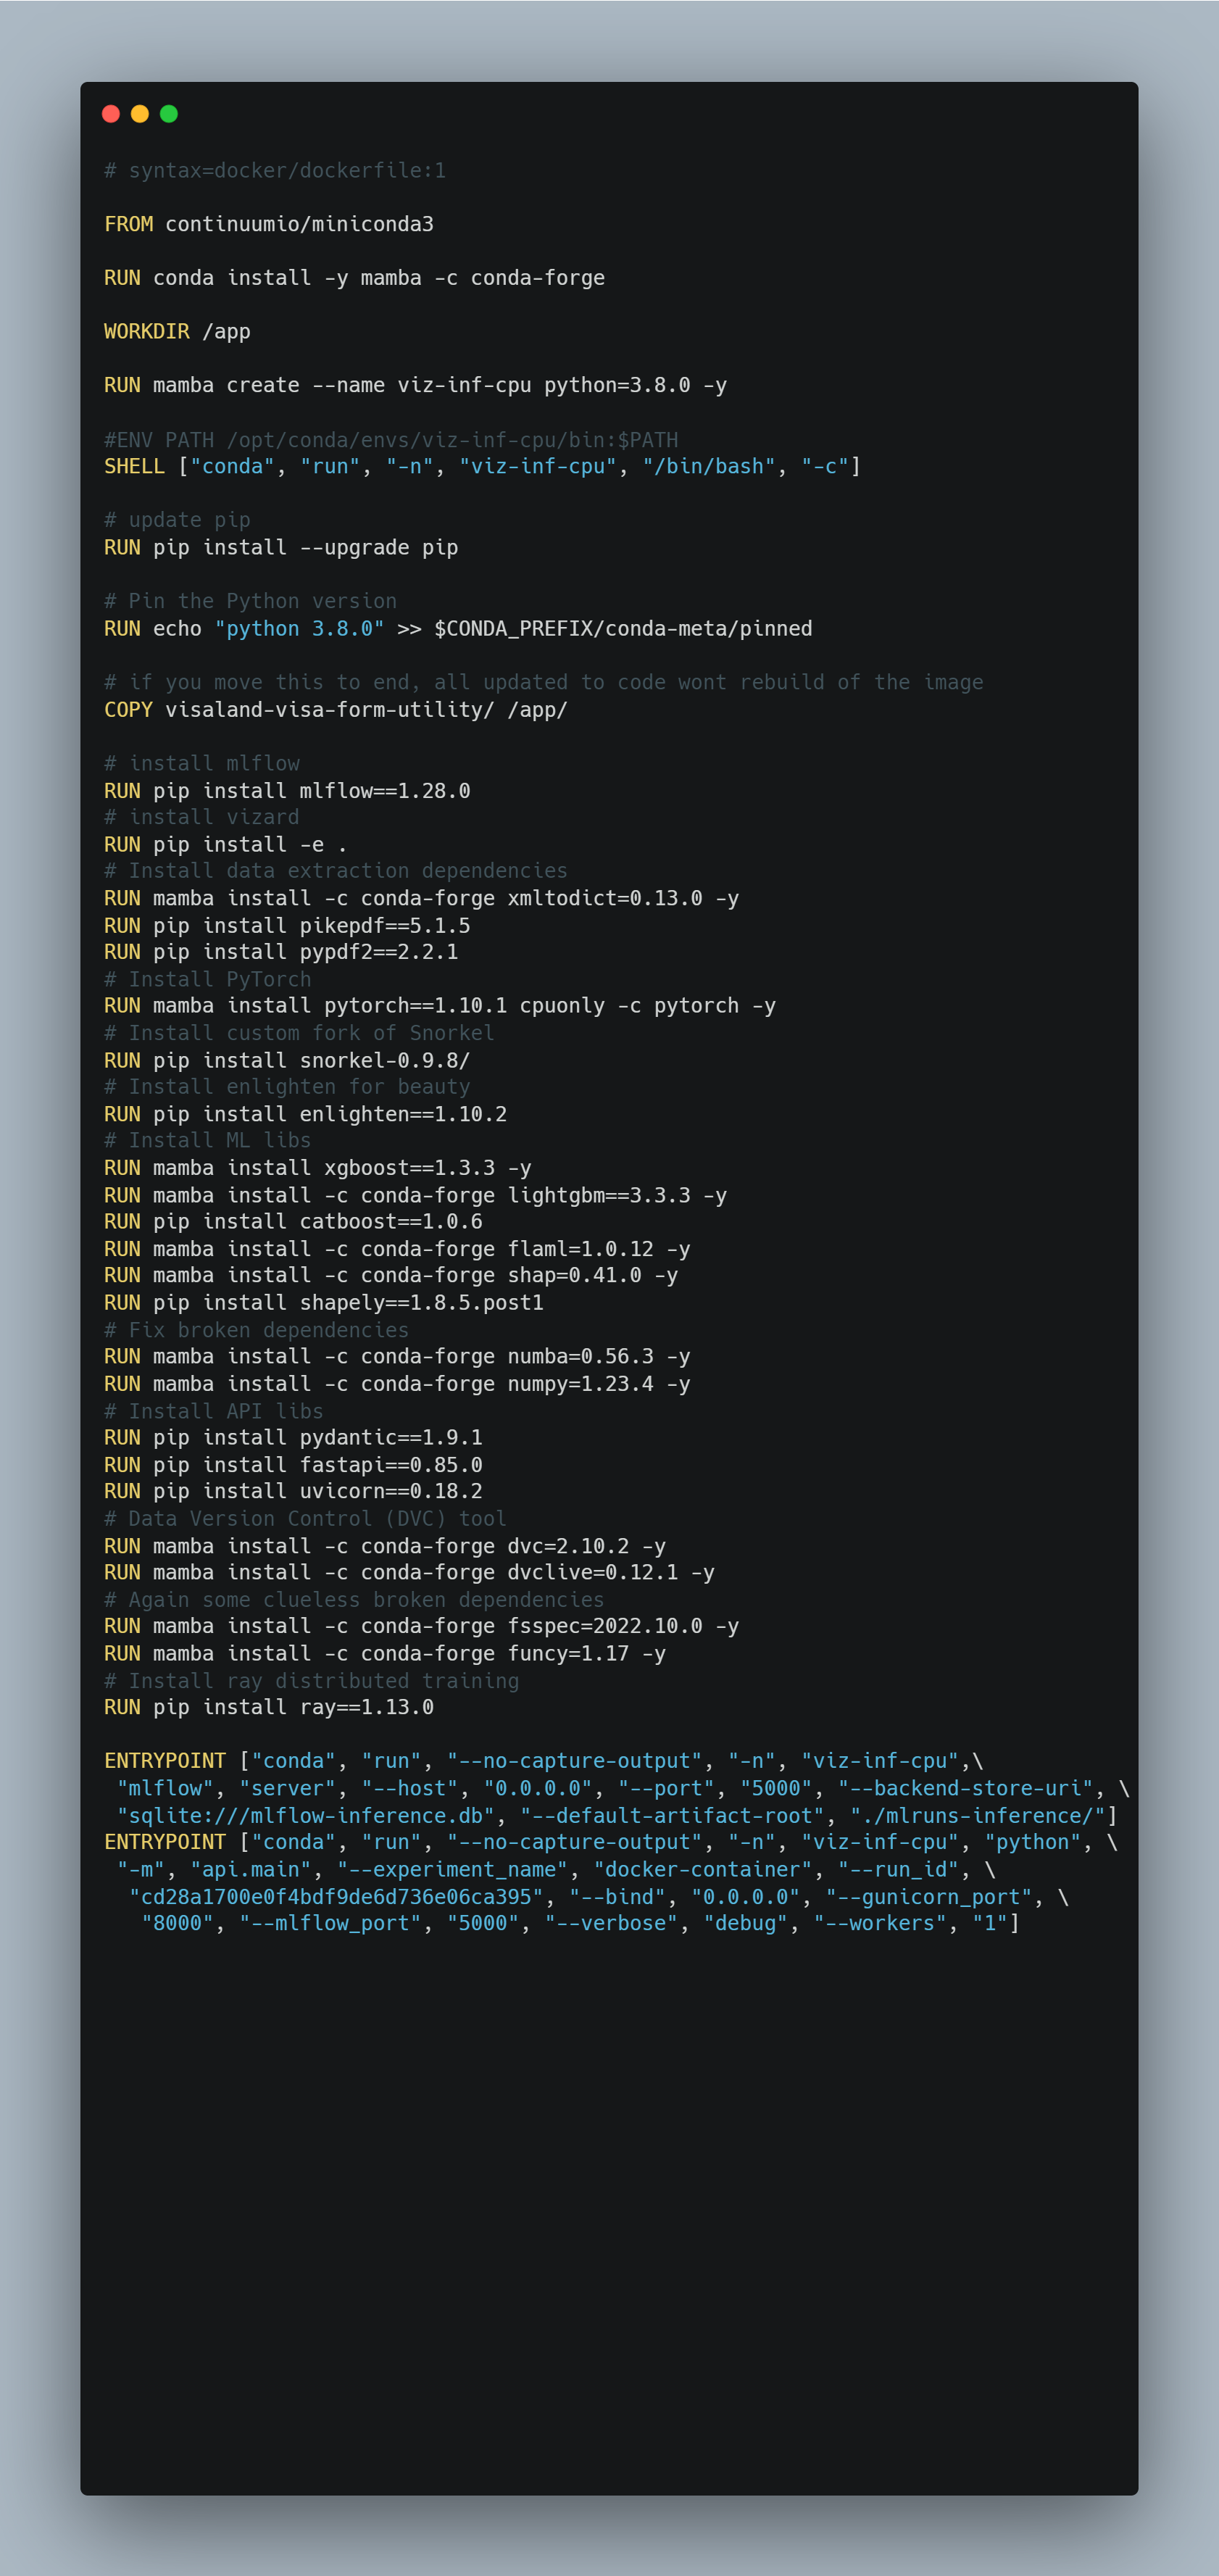 # syntax=docker/dockerfile:1
FROM continuumio/miniconda3
RUN conda install -y mamba -c conda-forge
WORKDIR /app
RUN mamba create --name viz-inf-cpu python=3.8.0 -y
#ENV PATH /opt/conda/envs/viz-inf-cpu/bin:$PATH
SHELL ["conda", "run", "-n", "viz-inf-cpu", "/bin/bash", "-c"]
# update pip
RUN pip install --upgrade pip
# Pin the Python version
RUN echo "python 3.8.0" >> $CONDA_PREFIX/conda-meta/pinned
# if you move this to end, all updated to code wont rebuild of the image
COPY visaland-visa-form-utility/ /app/
# install mlflow
RUN pip install mlflow==1.28.0
# install vizard
RUN pip install -e .
# Install data extraction dependencies
RUN mamba install -c conda-forge xmltodict=0.13.0 -y
RUN pip install pikepdf==5.1.5
RUN pip install pypdf2==2.2.1
# Install PyTorch
RUN mamba install pytorch==1.10.1 cpuonly -c pytorch -y
# Install custom fork of Snorkel
RUN pip install snorkel-0.9.8/
# Install enlighten for beauty
RUN pip install enlighten==1.10.2
# Install ML libs
RUN mamba install xgboost==1.3.3 -y
RUN mamba install -c conda-forge lightgbm==3.3.3 -y
RUN pip install catboost==1.0.6
RUN mamba install -c conda-forge flaml=1.0.12 -y
RUN mamba install -c conda-forge shap=0.41.0 -y
RUN pip install shapely==1.8.5.post1
# Fix broken dependencies
RUN mamba install -c conda-forge numba=0.56.3 -y
RUN mamba install -c conda-forge numpy=1.23.4 -y
# Install API libs
RUN pip install pydantic==1.9.1
RUN pip install fastapi==0.85.0
RUN pip install uvicorn==0.18.2
# Data Version Control (DVC) tool
RUN mamba install -c conda-forge dvc=2.10.2 -y
RUN mamba install -c conda-forge dvclive=0.12.1 -y
# Again some clueless broken dependencies
RUN mamba install -c conda-forge fsspec=2022.10.0 -y
RUN mamba install -c conda-forge funcy=1.17 -y
# Install ray distributed training
RUN pip install ray==1.13.0
ENTRYPOINT ["conda", "run", "--no-capture-output", "-n", "viz-inf-cpu",\
"mlflow", "server", "--host", "0.0.0.0", "--port", "5000", "--backend-store-uri", \
"sqlite:///mlflow-inference.db", "--default-artifact-root", "./mlruns-inference/"]
ENTRYPOINT ["conda", "run", "--no-capture-output", "-n", "viz-inf-cpu", "python", \
"-m", "api.main", "--experiment_name", "docker-container", "--run_id", \
"cd28a1700e0f4bdf9de6d736e06ca395", "--bind", "0.0.0.0", "--gunicorn_port", \
"8000", "--mlflow_port", "5000", "--verbose", "debug", "--workers", "1"]